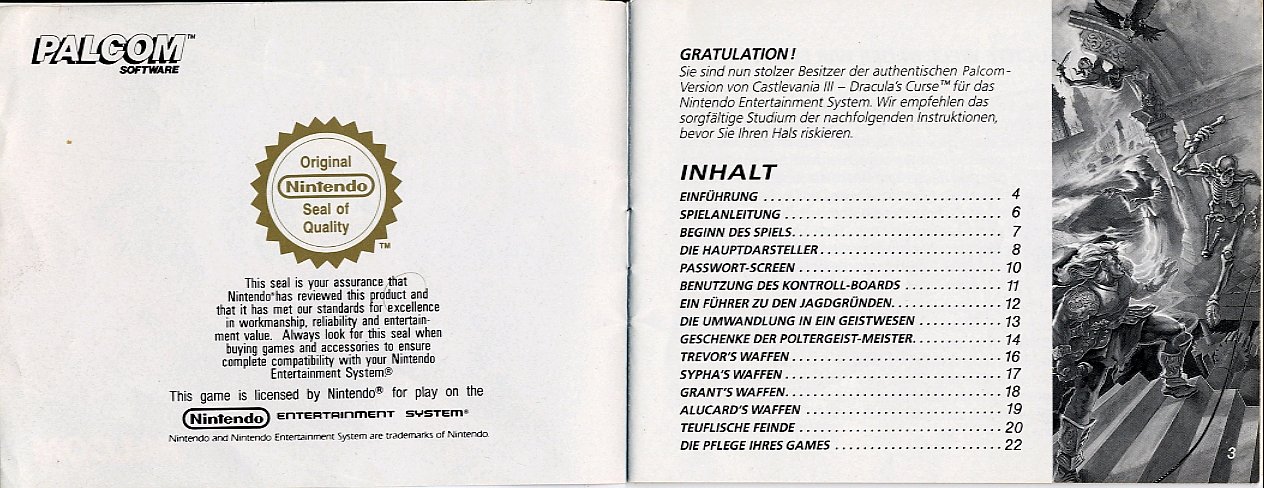 PALCOM™
SOFTWARE
Original
Nintendo
Seal of
Quality
TM
This seal is your assurance that
Nintendo® has reviewed this product and
that it has met our standards for excellence
in workmanship, reliability and entertain-
ment value. Always look for this seal when
buying games and accessories to ensure
complete compatibility with your Nintendo
Entertainment System®
This game is licensed by Nintendo® for play on the
Nintendo ENTERTAINMENT SYSTEM®
Nintendo and Nintendo Entertainment System are trademarks of Nintendo.
GRATULATION!
Sie sind nun stolzer Besitzer der authentischen Palcom-
Version von Castlevania III – Dracula's Curse™ für das
Nintendo Entertainment System. Wir empfehlen das
sorgfältige Studium der nachfolgenden Instruktionen,
bevor Sie Ihren Hals riskieren.
INHALT
EINFÜHRUNG .................................. 4
SPIELANLEITUNG ............................... 6
BEGINN DES SPIELS.............................. 7
DIE HAUPTDARSTELLER.......................... 8
PASSWORT-SCREEN ............................. 10
BENUTZUNG DES KONTROLL-BOARDS .............. 11
EIN FÜHRER ZU DEN JAGDGRÜNDEN............... 12
DIE UMWANDLUNG IN EIN GEISTWESEN ............ 13
GESCHENKE DER POLTERGEIST-MEISTER............. 14
TREVOR'S WAFFEN .............................. 16
SYPHA'S WAFFEN................................ 17
GRANT'S WAFFEN............................... 18
ALUCARD'S WAFFEN ............................ 19
TEUFLISCHE FEINDE ............................. 20
DIE PFLEGE IHRES GAMES ........................ 22
3